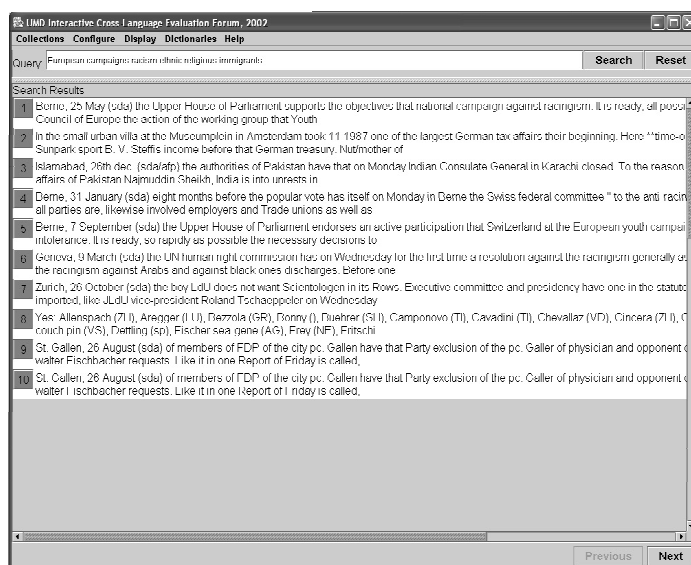 UMD Interactive Cross Language Evaluation Forum, 2002
Collections Configure Display Dictionaries Help
Query: European campaigns racism ethnic religious immigrants Search Reset
Search Results
1 Berne, 25 May (sda) the Upper House of Parliament supports the objectives that national campaign against racingism. It is ready, all possi
Council of Europe the action of the working group that Youth
2 In the small urban villa at the Museumplein in Amsterdam took 11 1987 one of the largest German tax affairs their beginning. Here "time-o
Sunpark sport B. V. Steffis income before that German treasury. Nut/mother of
3 Islamabad, 26th dec. (sda/afp) the authorities of Pakistan have that on Monday Indian Consulate General in Karachi closed. To the reason
affairs of Pakistan Najmuddin Sheikh, India is into unrests in
4 Berne, 31 January (sda) eight months before the popular vote has itself on Monday in Berne the Swiss federal committee " to the anti racin
all parties are, likewise involved employers and Trade unions as well as
5 Berne, 7 September (sda) the Upper House of Parliament endorses an active participation that Switzerland at the European youth campai
intolerance. It is ready, so rapidly as possible the necessary decisions to
6 Geneva, 9 March (sda) the UN human right commission has on Wednesday for the first time a resolution against the racingism generally as
the racingism against Arabs and against black ones discharges. Before one
7 Zurich, 26 October (sda) the boy LdU does not want Scientologen in its Rows. Executive committee and presidency have one in the statute
imported, like JLdU vice-president Roland Tschaeppeler on Wednesday
8 Yes: Allenspach (ZH), Aregger (LU), Bezzola (GR), Bonny (), Buehrer (SH), Camponovo (TI), Cavadini (TI), Chevallaz (VD), Cincera (ZH), C
couch pin (VS), Dettling (sp), Fischer sea gene (AG), Frey (NE), Fritschi
9 St. Gallen, 26 August (sda) of members of FDP of the city pc. Gallen have that Party exclusion of the pc. Galler of physician and opponent o
walter Fischbacher requests. Like it in one Report of Friday is called,
10 St. Gallen, 26 August (sda) of members of FDP of the city pc. Gallen have that Party exclusion of the pc. Galler of physician and opponent o
walter Fischbacher requests. Like it in one Report of Friday is called,
Previous Next